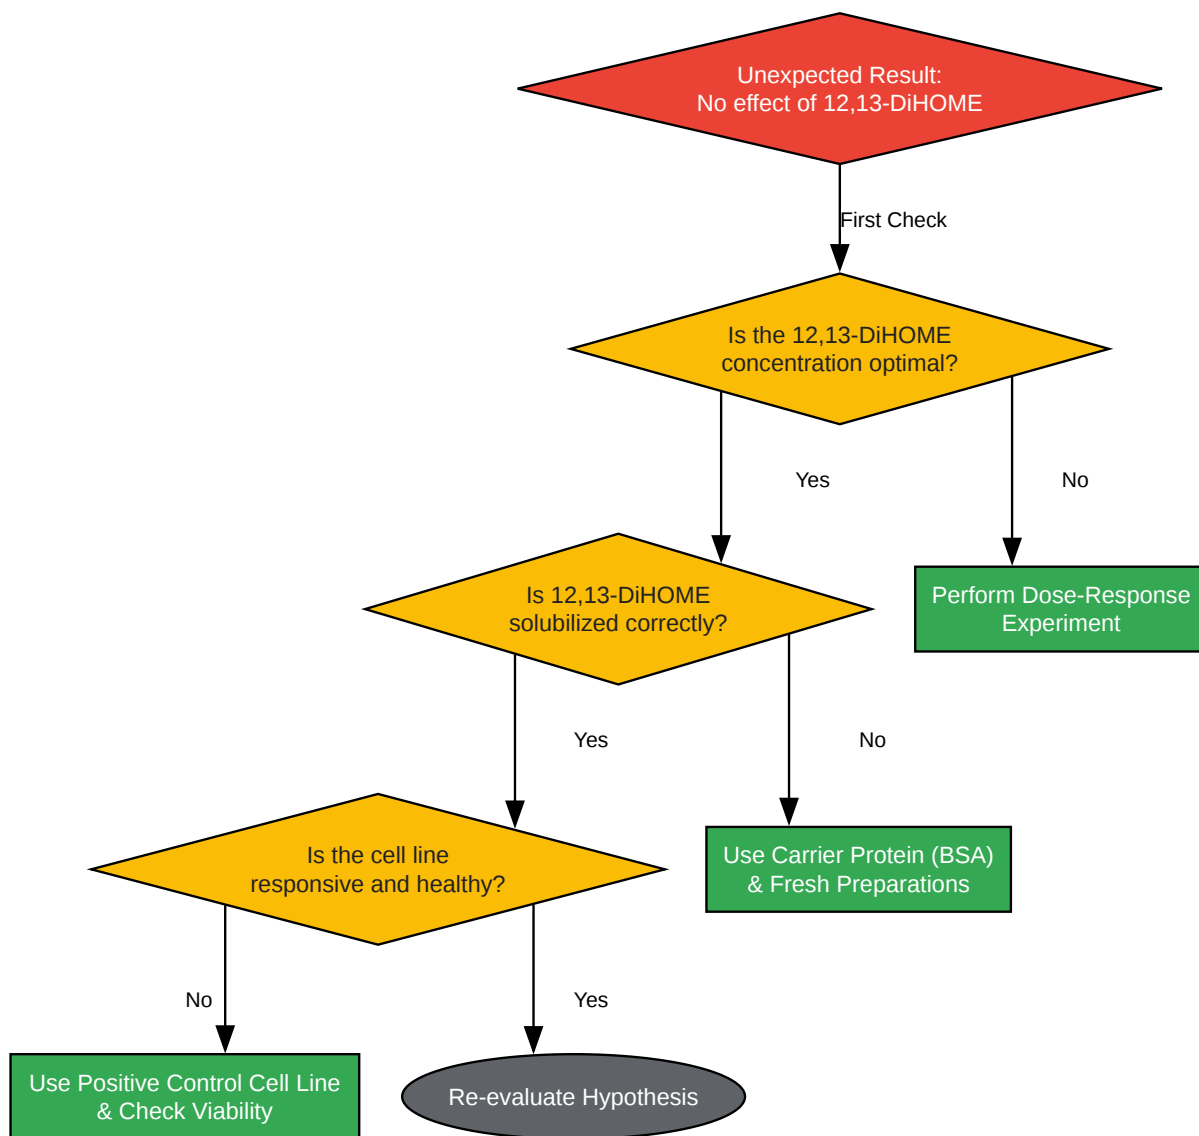 Unexpected Result:
No effect of 12,13-DiHOME
First Check
Is the 12,13-DiHOME
concentration optimal?
Yes
No
Is 12,13-DiHOME
solubilized correctly?
Perform Dose-Response
Experiment
Yes
No
Is the cell line
responsive and healthy?
Use Carrier Protein (BSA)
& Fresh Preparations
No
Yes
Use Positive Control Cell Line
& Check Viability
Re-evaluate Hypothesis